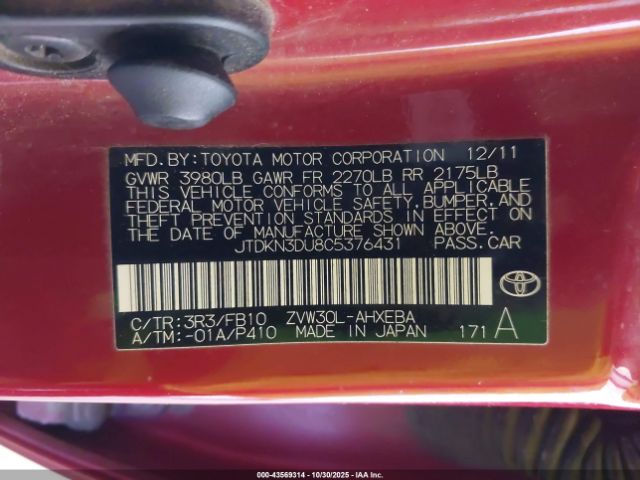 MFD.BY:TOYOTA MOTOR CORPORATION 12/11
GVWR 3980LB GAWR FR 2270LB RR 2175LB
THIS VEHICLE CONFORMS TO ALL APPLICABLE
FEDERAL MOTOR VEHICLE SAFETY,BUMPER,AND
THEFT PREVENTION STANDARDS IN EFFECT ON
THE DATE OF MANUFACTURE SHOWN ABOVE.
JTDKN3DU8C5376431 PASS.CAR
C/TR:3R3/FB10 ZVW30L-AHXEBA
A/TM:-01A/P410 MADE IN JAPAN 171 A
000-43569314 | 10/30/2025 - IAAC